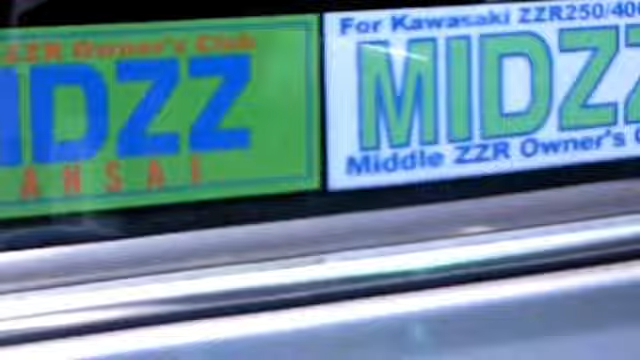 ZZR Owner's Club
IDZZ
ANSAI
For Kawasaki ZZR250/40
MIDZZ
Middle ZZR Owner's